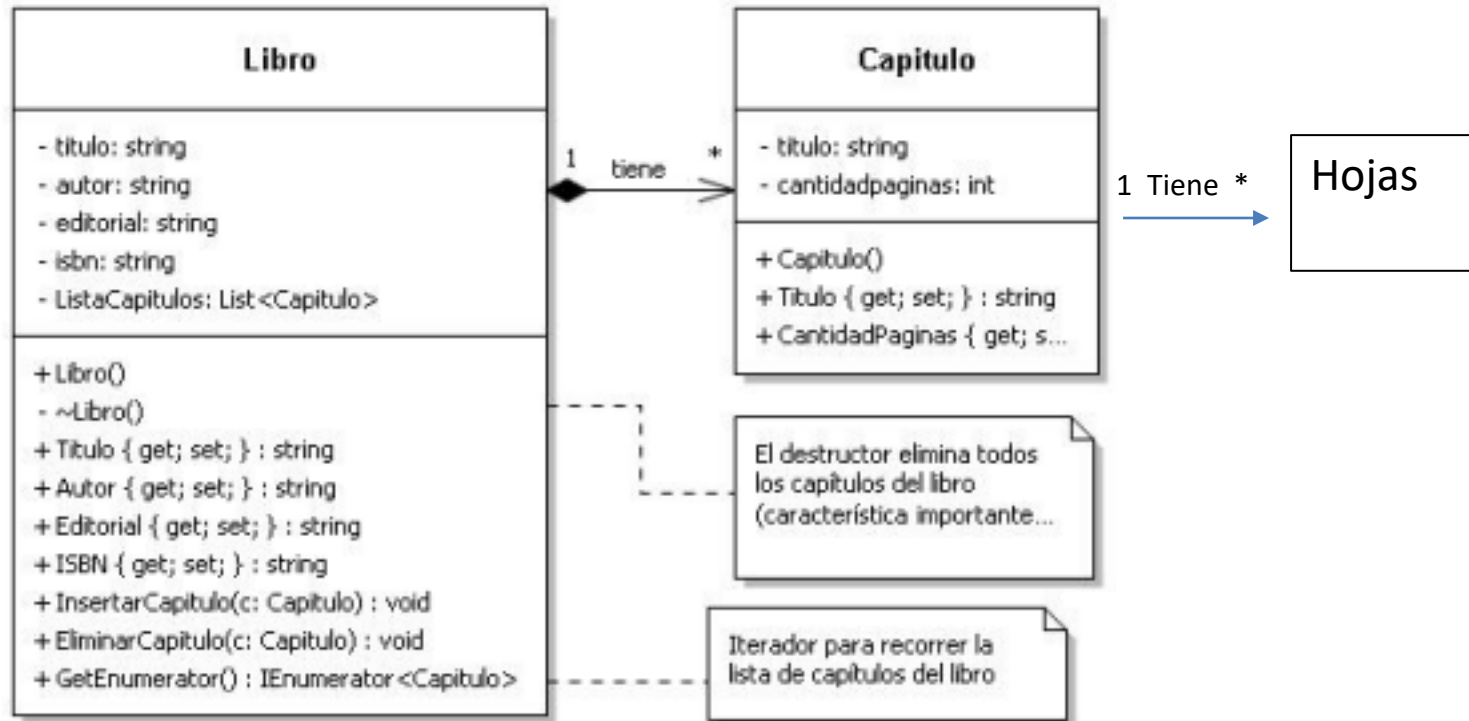 Libro
- titulo: string
- autor: string
- editorial: string
- isbn: string
- ListaCapitulos: List<Capitulo>
+ Libro()
- ~Libro()
+ Titulo { get; set; } : string
+ Autor { get; set; } : string
+ Editorial { get; set; } : string
+ ISBN { get; set; } : string
+ InsertarCapitulo(c: Capitulo) : void
+ EliminarCapitulo(c: Capitulo) : void
+ GetEnumerator() : IEnumerator<Capitulo>
1 tiene *
Capitulo
- titulo: string
- cantidadpaginas: int
+ Capitulo()
+ Titulo { get; set; } : string
+ CantidadPaginas { get; s...
1 Tiene *
Hojas
El destructor elimina todos
los capítulos del libro
(característica importante...
Iterador para recorrer la
lista de capítulos del libro